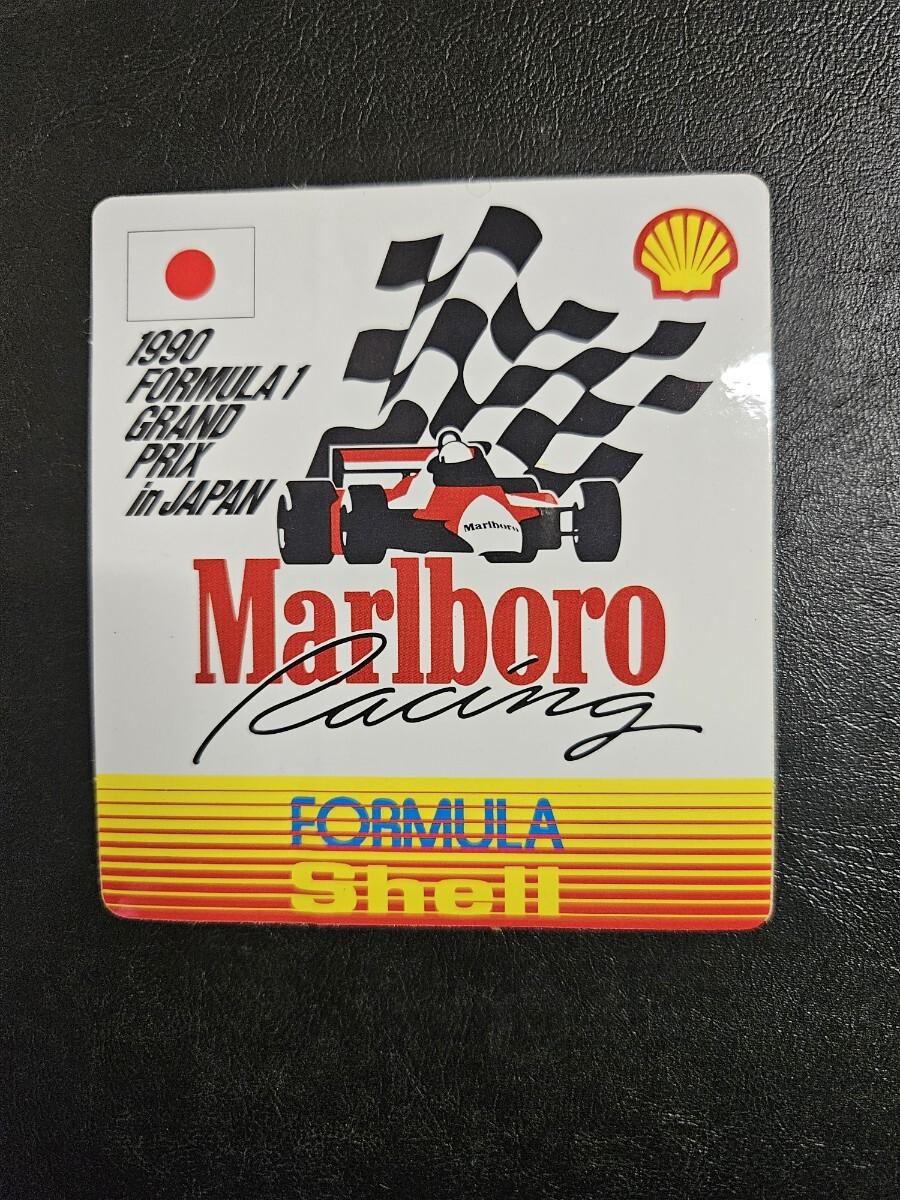 1990
FORMULA 1
GRAND
PRIX
in JAPAN
Marlboro
Marlboro
Racing
FORMULA
Shell